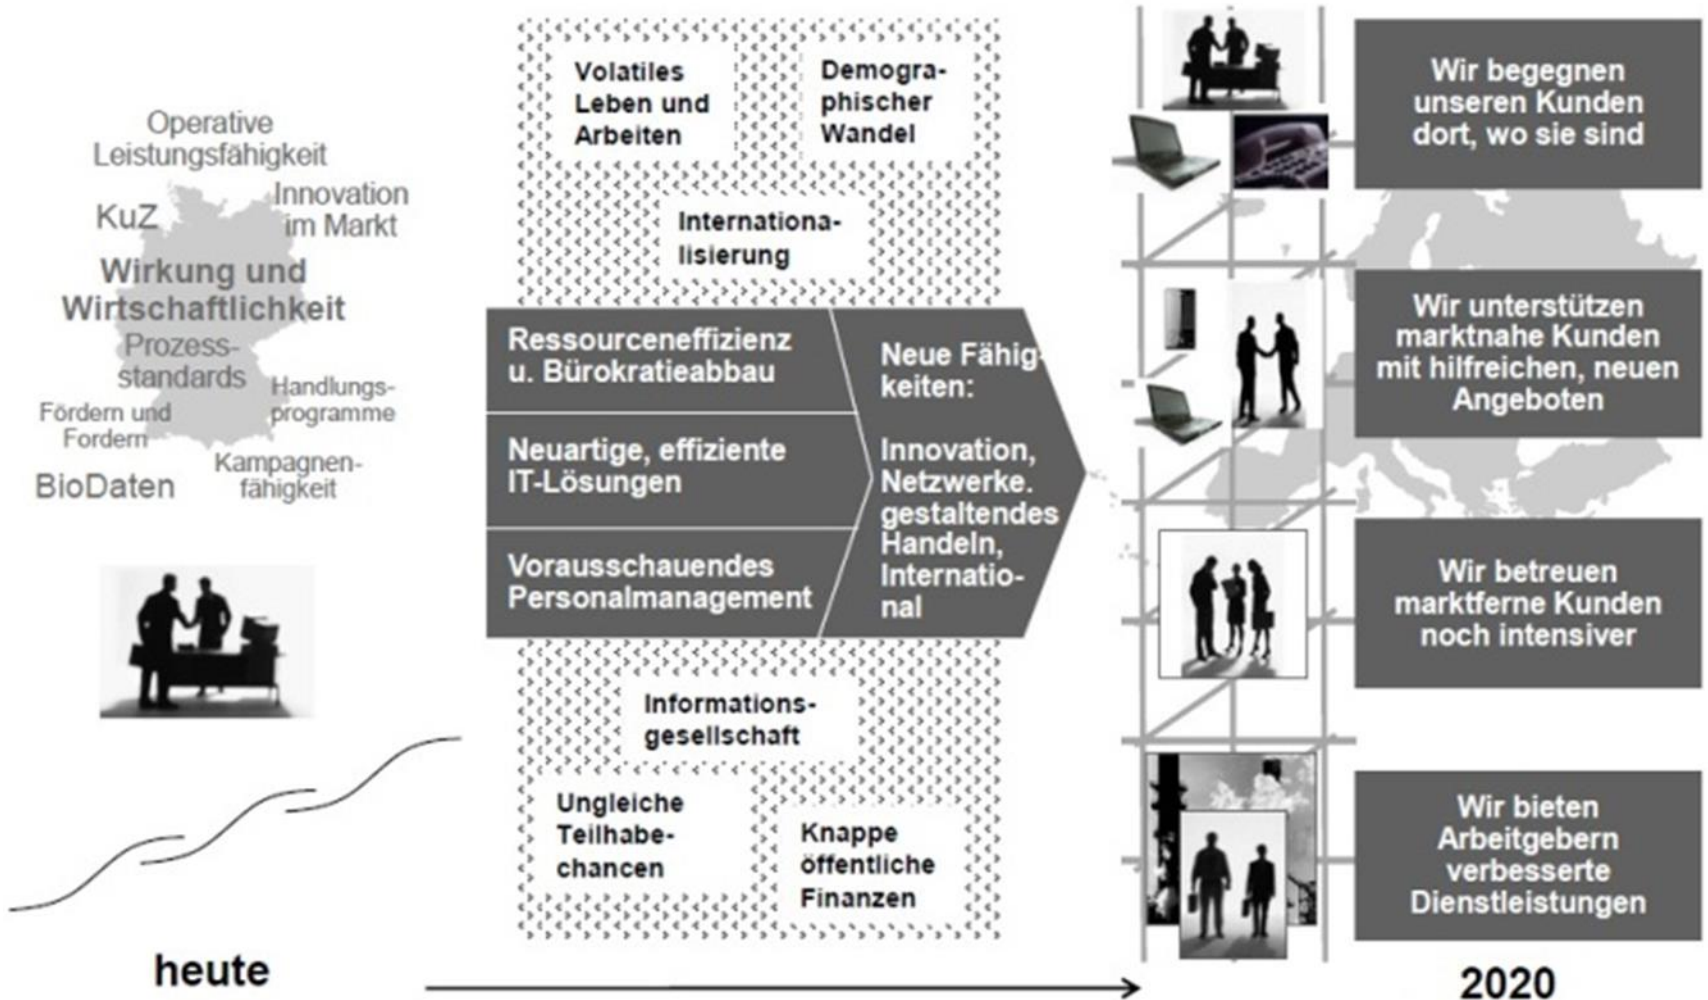 Operative
Leistungsfähigkeit
Innovation
im Markt
KuZ
Wirkung und
Wirtschaftlichkeit
Prozess-
standards
Handlungs-
programme
Fördern und
Fordern
Kampagnen-
fähigkeit
BioDaten
heute
Volatiles
Leben und
Arbeiten
Demogra-
phischer
Wandel
Internationa-
lisierung
Ressourceneffizienz
u. Bürokratieabbau
Neuartige, effiziente
IT-Lösungen
Vorausschauendes
Personalmanagement
Neue Fähig-
keiten:
Innovation,
Netzwerke.
gestaltendes
Handeln,
Internatio-
nal
Informations-
gesellschaft
Ungleiche
Teilhabe-
chancen
Knappe
öffentliche
Finanzen
Wir begegnen
unseren Kunden
dort, wo sie sind
Wir unterstützen
marktnahe Kunden
mit hilfreichen, neuen
Angeboten
Wir betreuen
marktferne Kunden
noch intensiver
Wir bieten
Arbeitgebern
verbesserte
Dienstleistungen
2020